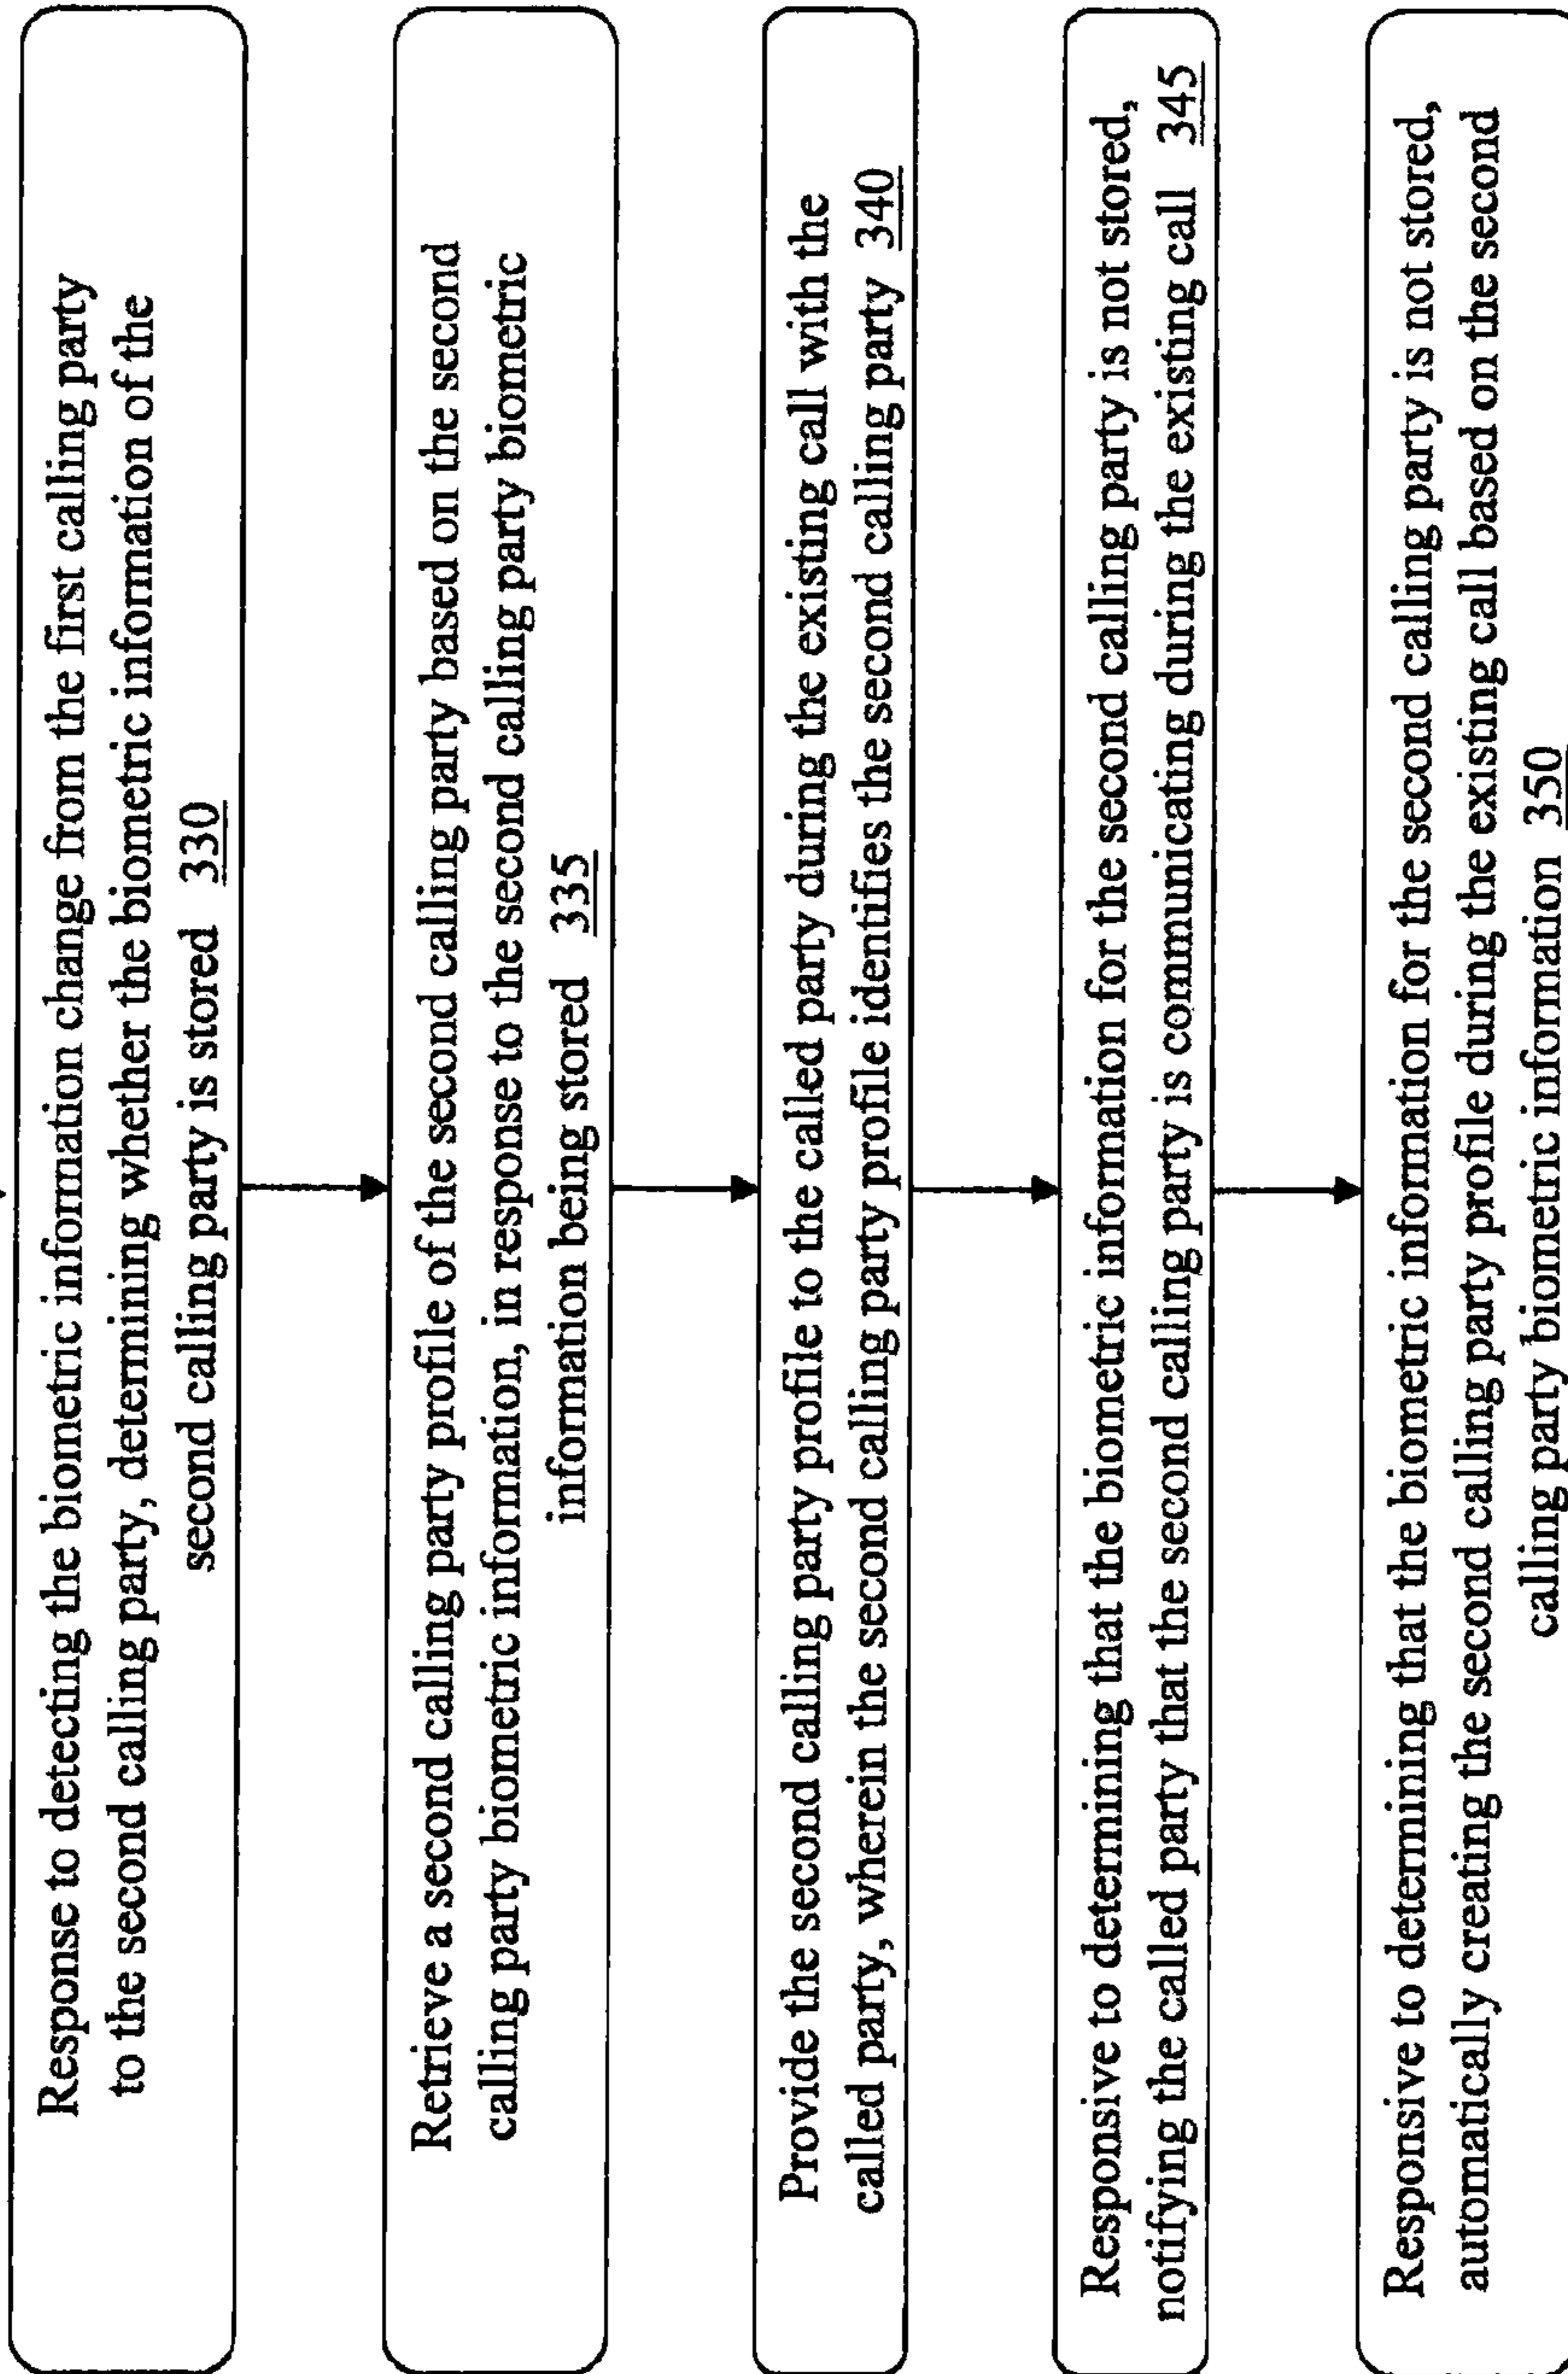 Response to detecting the biometric information change from the first calling party
to the second calling party, determining whether the biometric information of the
second calling party is stored 330
Retrieve a second calling party profile of the second calling party based on the second
calling party biometric information, in response to the second calling party biometric
information being stored 335
Provide the second calling party profile to the called party during the existing call with the
called party, wherein the second calling party profile identifies the second calling party 340
Responsive to determining that the biometric information for the second calling party is not stored,
notifying the called party that the second calling party is communicating during the existing call 345
Responsive to determining that the biometric information for the second calling party is not stored,
automatically creating the second calling party profile during the existing call based on the second
calling party biometric information 350